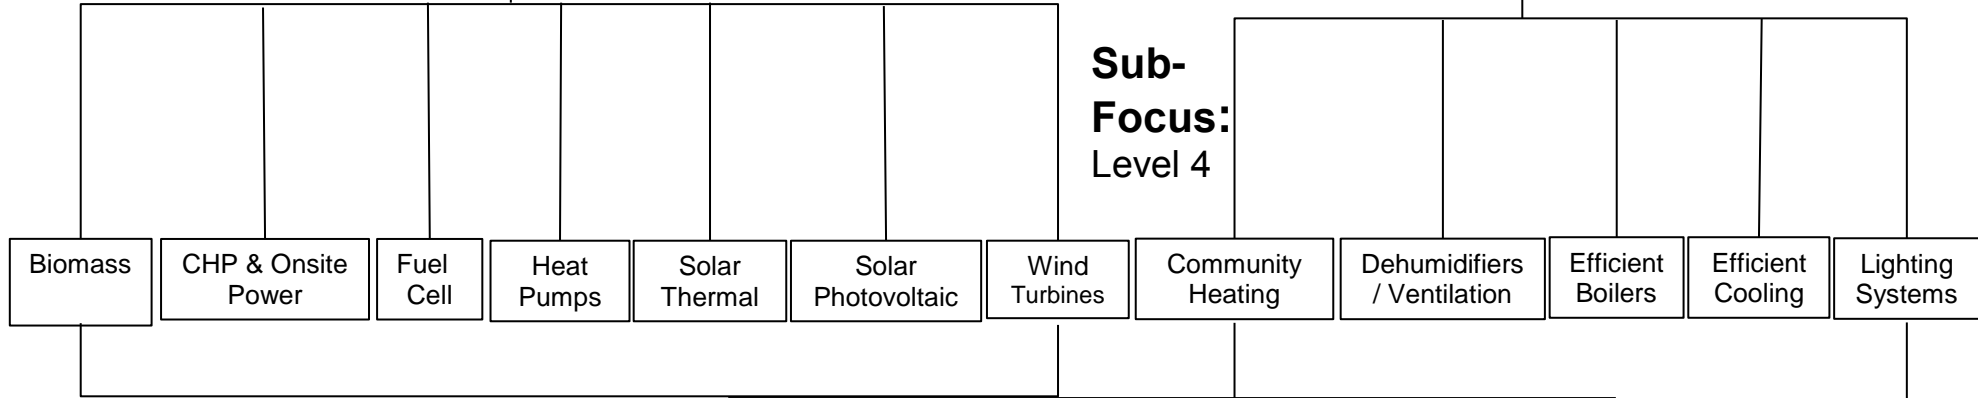 Sub-
Focus:
Level 4
Biomass
CHP & Onsite
Power
Fuel
Cell
Heat
Pumps
Solar
Thermal
Solar
Photovoltaic
Wind
Turbines
Community
Heating
Dehumidifiers
/ Ventilation
Efficient
Boilers
Efficient
Cooling
Lighting
Systems